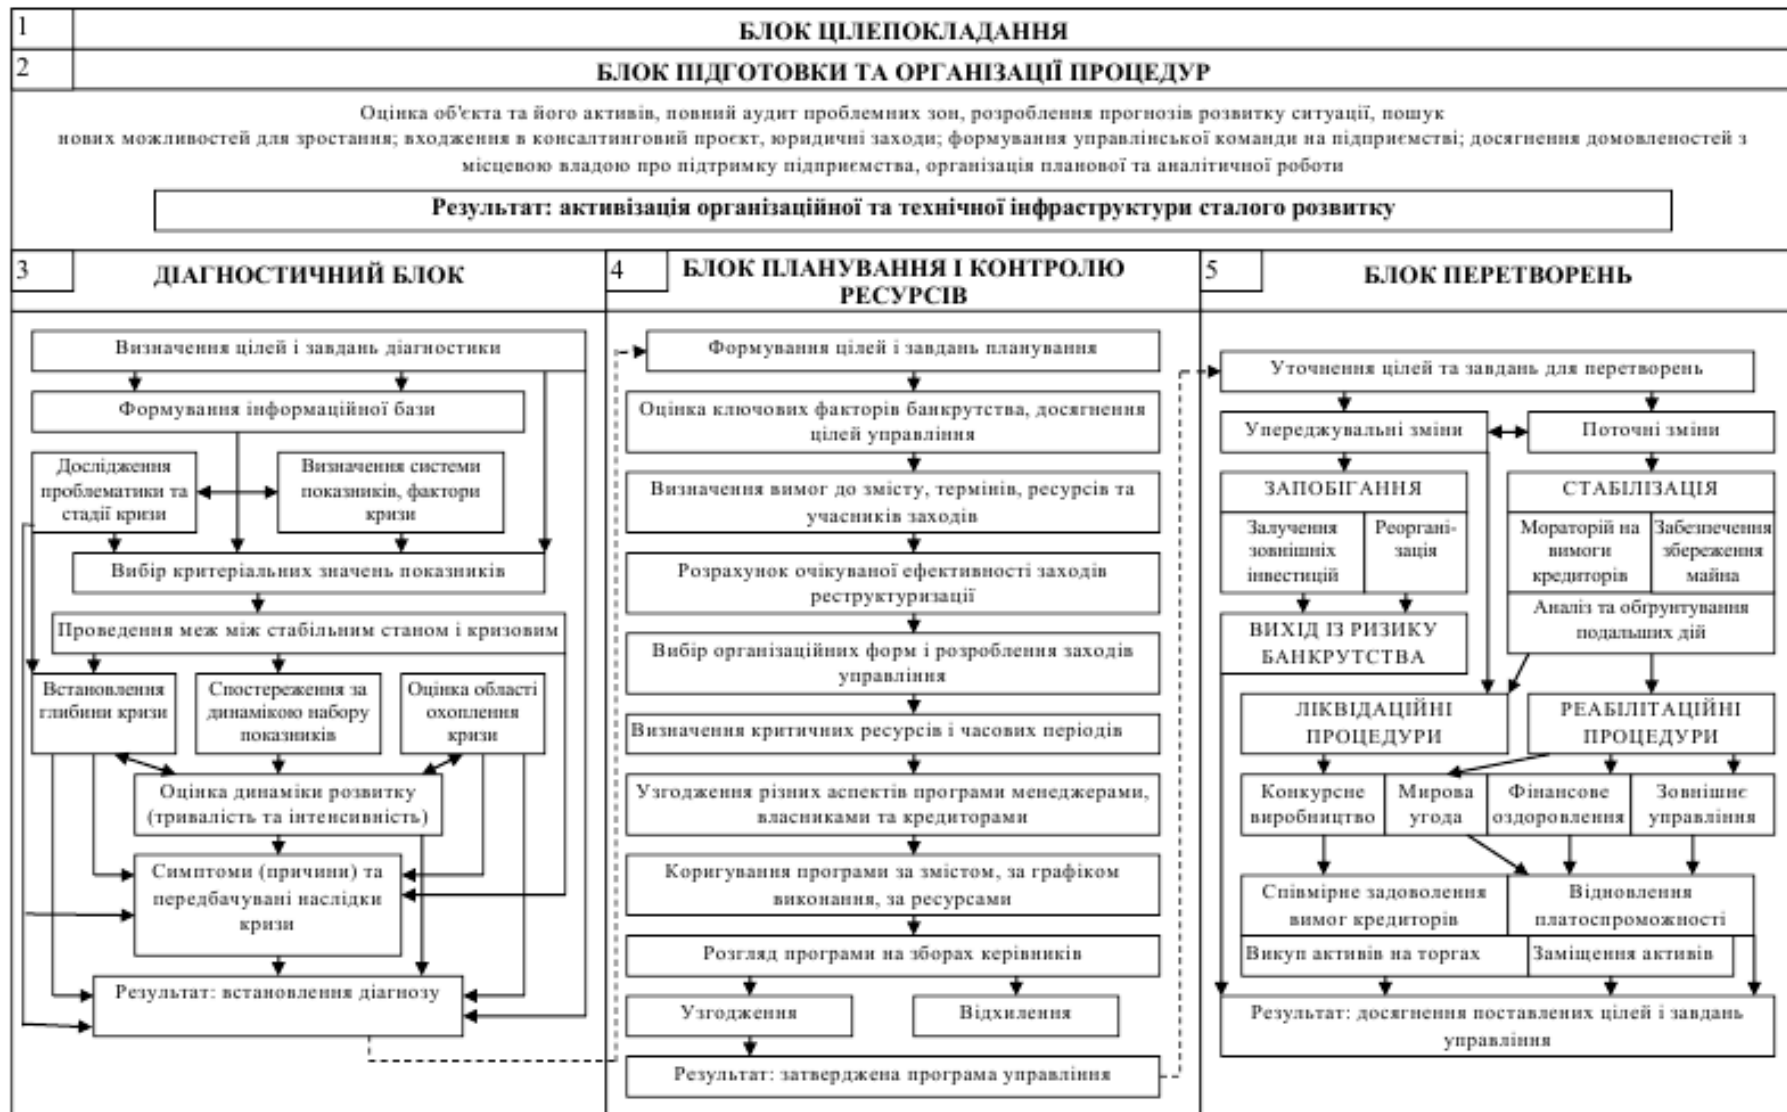 1
БЛОК ЦІЛЕПОКЛАДАННЯ
2
БЛОК ПІДГОТОВКИ ТА ОРГАНІЗАЦІЇ ПРОЦЕДУР
Оцінка об'єкта та його активів, повний аудит проблемних зон, розроблення прогнозів розвитку ситуації, пошук
нових можливостей для зростання; входження в консалтинговий проєкт, юридичні заходи; формування управлінської команди на підприємстві; досягнення домовленостей з
місцевою владою про підтримку підприємства, організація планової та аналітичної роботи
Результат: активізація організаційної та технічної інфраструктури сталого розвитку
3
ДІАГНОСТИЧНИЙ БЛОК
Визначення цілей і завдань діагностики
Формування інформаційної бази
Дослідження
проблематики та
стадії кризи
Визначення системи
показників, фактори
кризи
Вибір критеріальних значень показників
Проведення меж між стабільним станом і кризовим
Встановлення
глибини кризи
Спостереження за
динамікою набору
показників
Оцінка області
охоплення
кризи
Оцінка динаміки розвитку
(тривалість та інтенсивність)
Симптоми (причини) та
передбачувані наслідки
кризи
Результат: встановлення діагнозу
4
БЛОК ПЛАНУВАННЯ І КОНТРОЛЮ
РЕСУРСІВ
Формування цілей і завдань планування
Оцінка ключових факторів банкрутства, досягнення
цілей управління
Визначення вимог до змісту, термінів, ресурсів та
учасників заходів
Розрахунок очікуваної ефективності заходів
реструктуризації
Вибір організаційних форм і розроблення заходів
управління
Визначення критичних ресурсів і часових періодів
Узгодження різних аспектів програми менеджерами,
власниками та кредиторами
Коригування програми за змістом, за графіком
виконання, за ресурсами
Розгляд програми на зборах керівників
Узгодження
Відхилення
Результат: затверджена програма управління
5
БЛОК ПЕРЕТВОРЕНЬ
Уточнення цілей та завдань для перетворень
Упереджувальні зміни
Поточні зміни
ЗАПОБІГАННЯ
Залучення
зовнішніх
інвестицій
Реоргані-
зація
СТАБІЛІЗАЦІЯ
Мораторій на
вимоги
кредиторів
Забезпечення
збереження
майна
Аналіз та обґрунтування
подальших дій
ВИХІД ІЗ РИЗИКУ
БАНКРУТСТВА
ЛІКВІДАЦІЙНІ
ПРОЦЕДУРИ
РЕАБІЛІТАЦІЙНІ
ПРОЦЕДУРИ
Конкурсне
виробництво
Мирова
угода
Фінансове
оздоровлення
Зовнішнє
управління
Співмірне задоволення
вимог кредиторів
Відновлення
платоспроможності
Викуп активів на торгах
Заміщення активів
Результат: досягнення поставлених цілей і завдань
управління